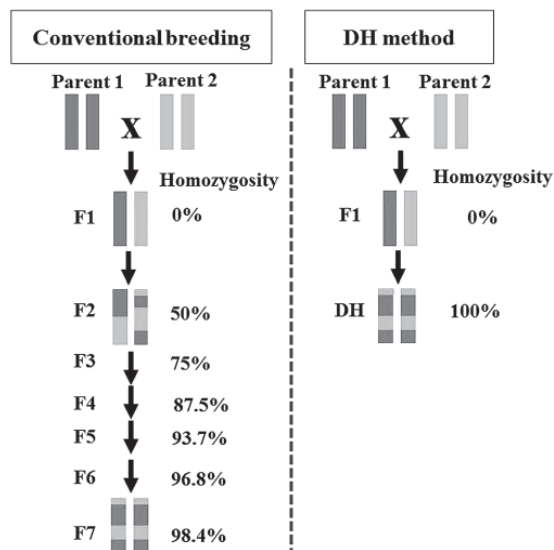 Conventional breeding
Parent 1 Parent 2
X
Homozygosity
F1 0%
F2 50%
F3 75%
F4 87.5%
F5 93.7%
F6 96.8%
F7 98.4%
DH method
Parent 1 Parent 2
X
Homozygosity
F1 0%
DH 100%